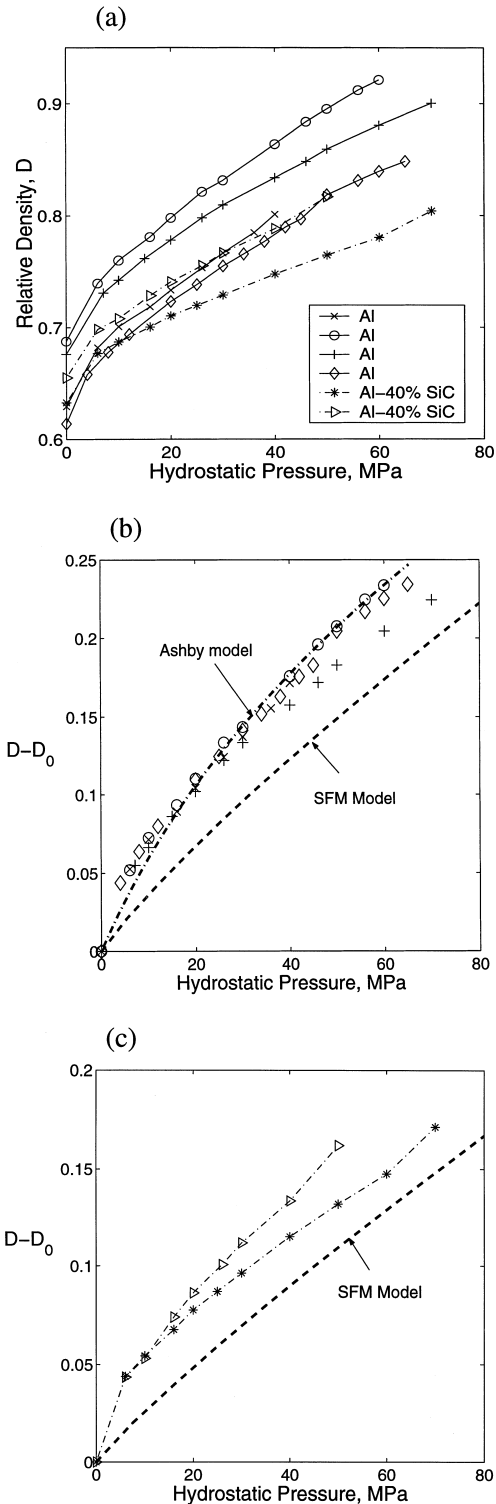 (a)
0.9
0.8
0.7
0.6
Relative Density, D
Al
Al
Al
Al
Al−40% SiC
Al−40% SiC
0 20 40 60 80
Hydrostatic Pressure, MPa
(b)
0.25
0.2
0.15
0.1
0.05
0
D−D0
Ashby model
SFM Model
0 20 40 60 80
Hydrostatic Pressure, MPa
(c)
0.2
0.15
0.1
0.05
0
D−D0
SFM Model
0 20 40 60 80
Hydrostatic Pressure, MPa